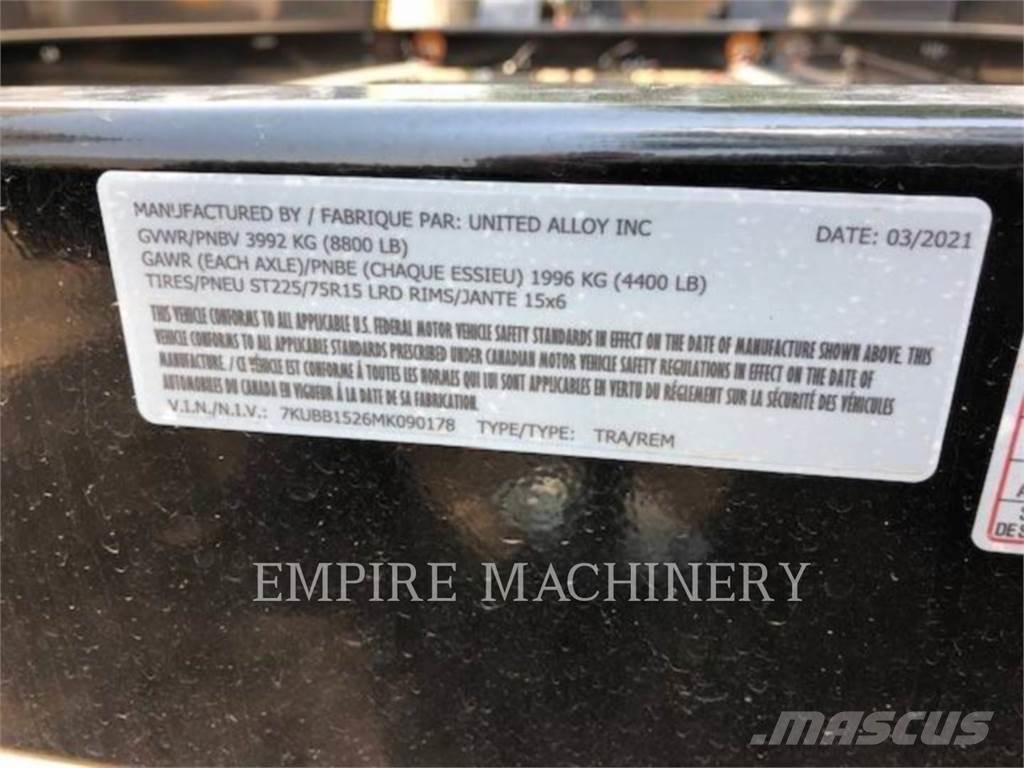 MANUFACTURED BY / FABRIQUE PAR: UNITED ALLOY INC
DATE: 03/2021
GVWR/PNBV 3992 KG (8800 LB)
GAWR (EACH AXLE)/PNBE (CHAQUE ESSIEU) 1996 KG (4400 LB)
TIRES/PNEU ST225/75R15 LRD RIMS/JANTE 15x6
THIS VEHICLE CONFORMS TO ALL APPLICABLE U.S. FEDERAL MOTOR VEHICLE SAFETY STANDARDS IN EFFECT ON THE DATE OF MANUFACTURE SHOWN ABOVE. THIS
VEHICLE CONFORMS TO ALL APPLICABLE STANDARDS PRESCRIBED UNDER CANADIAN MOTOR VEHICLE SAFETY REGULATIONS IN EFFECT ON THE DATE OF
MANUFACTURE. / CE VÉHICLE EST CONFORME À TOUTES LES NORMES QUI LUI SONT APPLICABLES EN VERTU DU RÉGLEMENT SUR LA SÉCURITÉ DES VÉHICULES
AUTOMOBILES DU CANADA EN VIGUEUR À LA DATE DE SA FABRICATION
V.I.N./N.I.V.: 7KUBB1526MK090178 TYPE/TYPE: TRA/REM
A
S
DES
EMPIRE MACHINERY
MASCUS